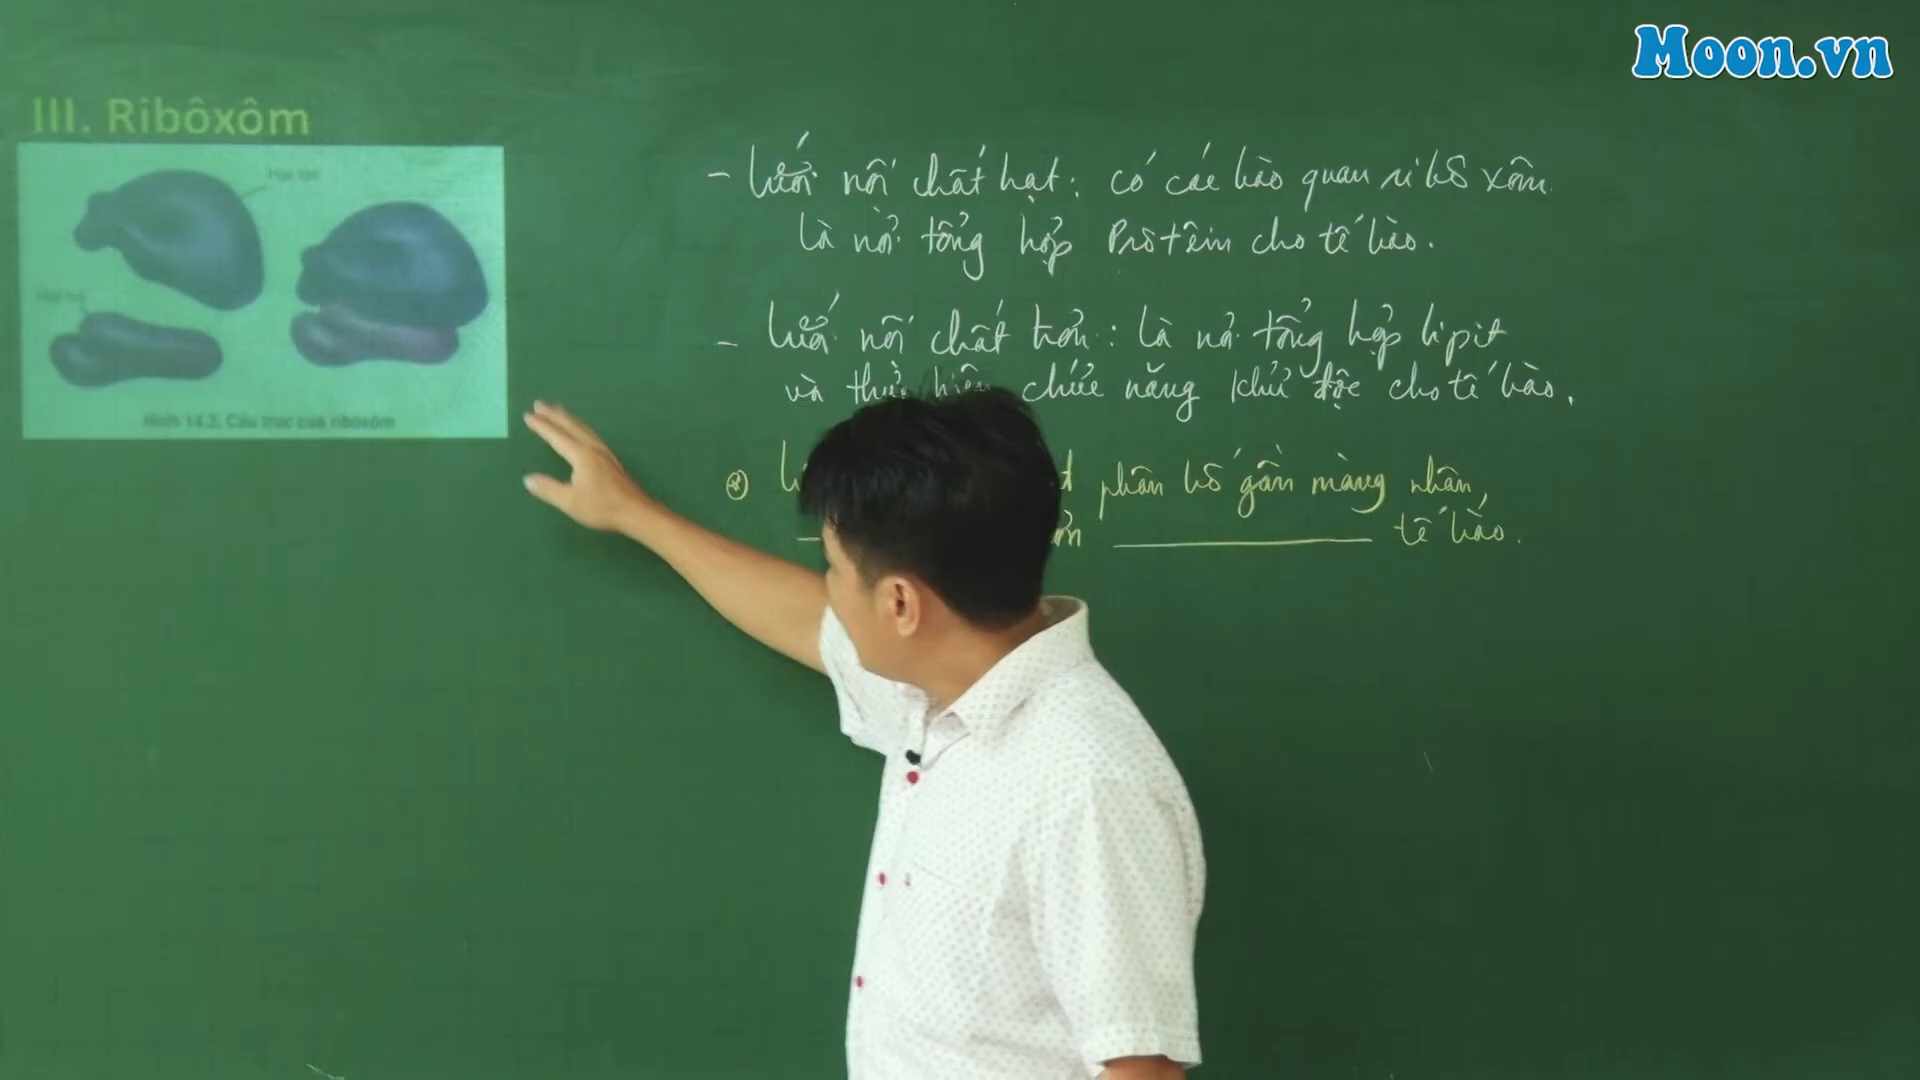 Moon.vn
III. Ribôxôm
Hạt lớn
Hạt bé
Hình 14.3. Cấu trúc của ribôxôm
- lưới nội chất hạt: có các bào quan ri bô xôm
là nơi tổng hợp Prôtêin cho tế bào.
- lưới nội chất trơn: là nơi tổng hợp lipit
và thực hiện chức năng khử độc cho tế bào.
phân bố gần màng nhân
tế bào.